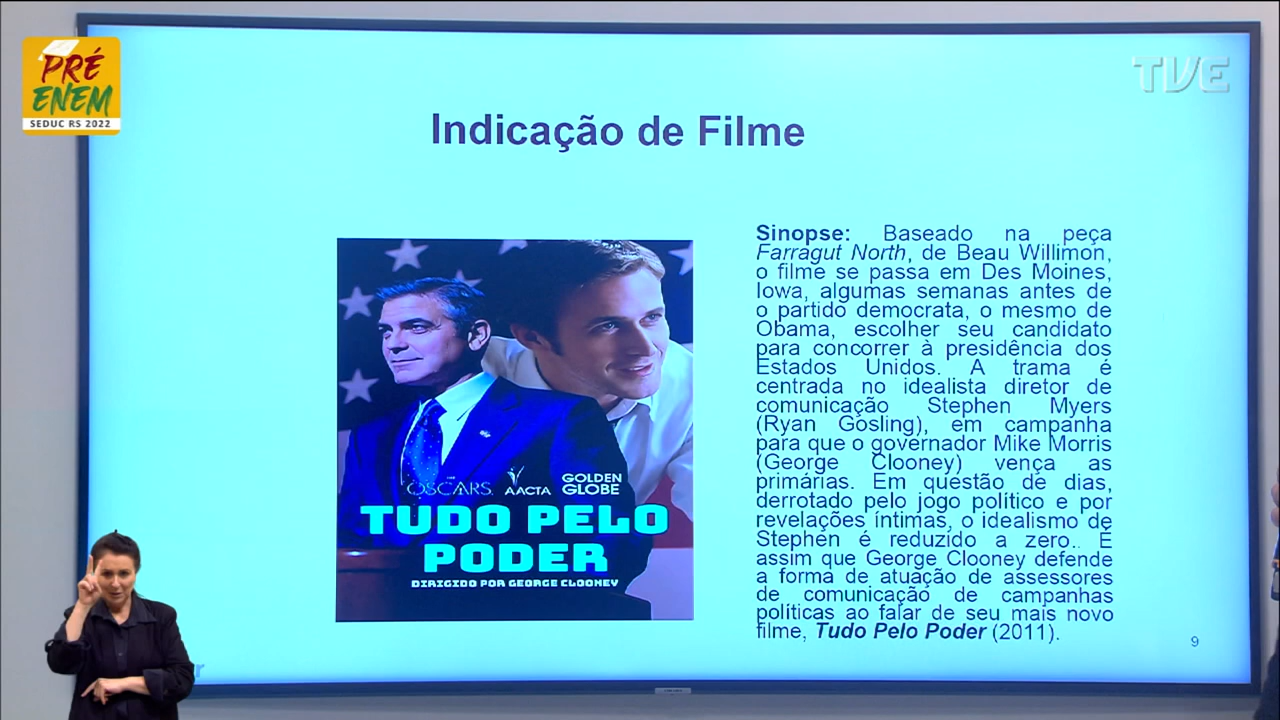 PRÉ
ENEM
SEDUC RS 2022
TVE
Indicação de Filme
Sinopse: Baseado na peça
Farragut North, de Beau Willimon,
o filme se passa em Des Moines,
Iowa, algumas semanas antes de
o partido democrata, o mesmo de
Obama, escolher seu candidato
para concorrer à presidência dos
Estados Unidos. A trama é
centrada no idealista diretor de
comunicação Stephen Myers
(Ryan Gosling), em campanha
para que o governador Mike Morris
(George Clooney) vença as
primárias. Em questão de dias,
derrotado pelo jogo político e por
revelações íntimas, o idealismo de
Stephen é reduzido a zero.. É
assim que George Clooney defende
a forma de atuação de assessores
de comunicação de campanhas
políticas ao falar de seu mais novo
filme, Tudo Pelo Poder (2011).
OSCARS
AACTA
GOLDEN
GLOBE
TUDO PELO
PODER
DIRIGIDO POR GEORGE CLOONEY
9